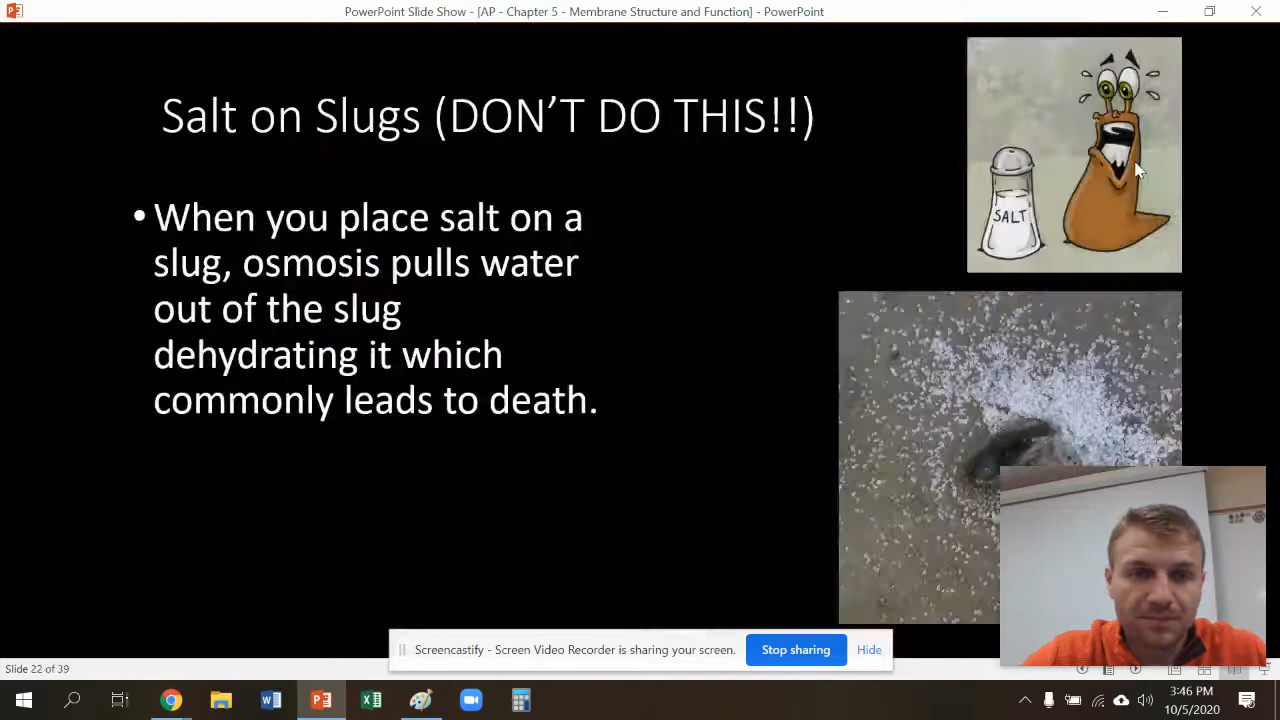 PowerPoint Slide Show - [AP - Chapter 5 - Membrane Structure and Function] - PowerPoint
Salt on Slugs (DON'T DO THIS!!)
SALT
• When you place salt on a
slug, osmosis pulls water
out of the slug
dehydrating it which
commonly leads to death.
Screencastify - Screen Video Recorder is sharing your screen.
Stop sharing
Hide
Slide 22 of 39
3:46 PM
10/5/2020